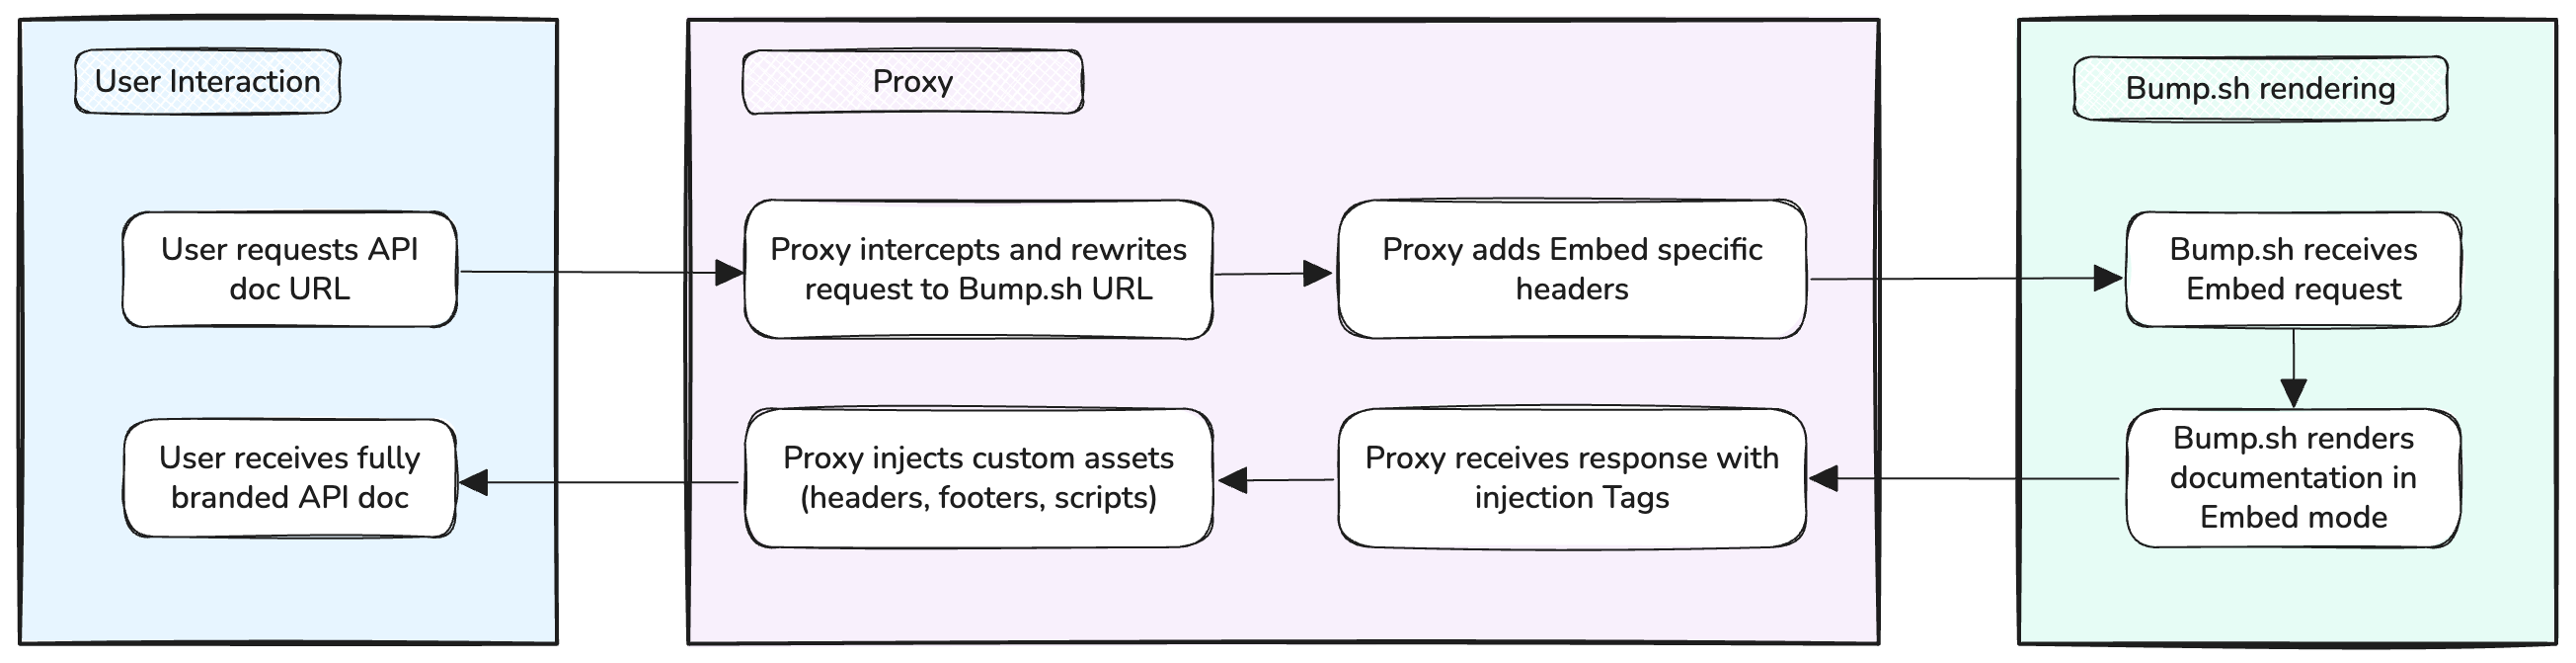 User Interaction
Proxy
Bump.sh rendering
User requests API
doc URL
Proxy intercepts and rewrites
request to Bump.sh URL
Proxy adds Embed specific
headers
Bump.sh receives
Embed request
User receives fully
branded API doc
Proxy injects custom assets
(headers, footers, scripts)
Proxy receives response with
injection Tags
Bump.sh renders
documentation in
Embed mode